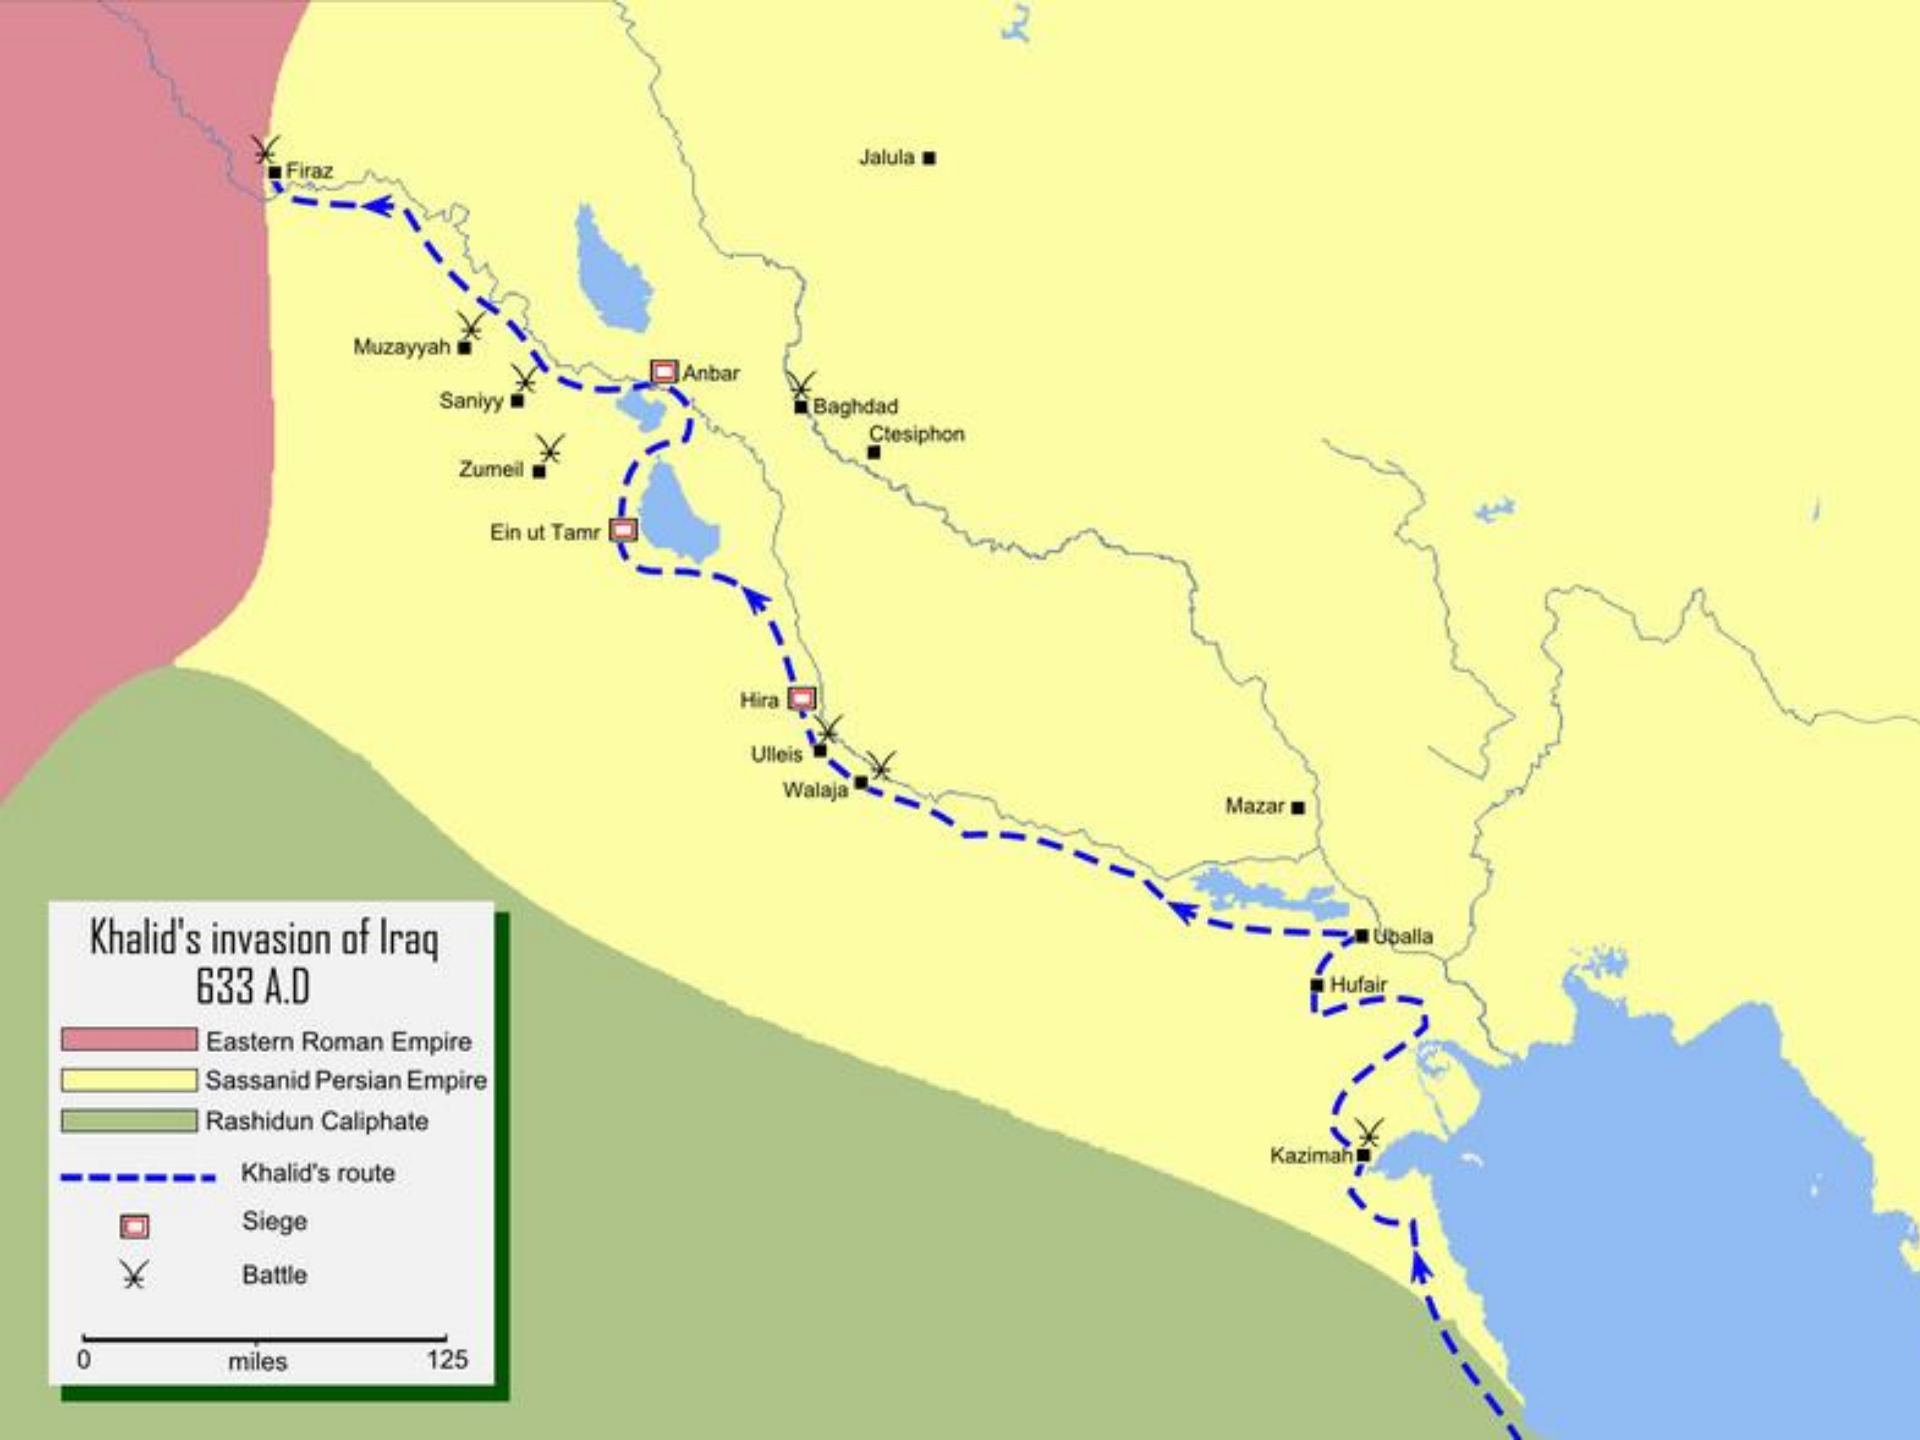 Jalula
Firaz
Muzayyah
Anbar
Saniyy
Baghdad
Ctesiphon
Zumeil
Ein ut Tamr
Hira
Ulleis
Walaja
Mazar
Uballa
Hufair
Kazimah
Khalid's invasion of Iraq
633 A.D
Eastern Roman Empire
Sassanid Persian Empire
Rashidun Caliphate
Khalid's route
Siege
Battle
0 miles 125